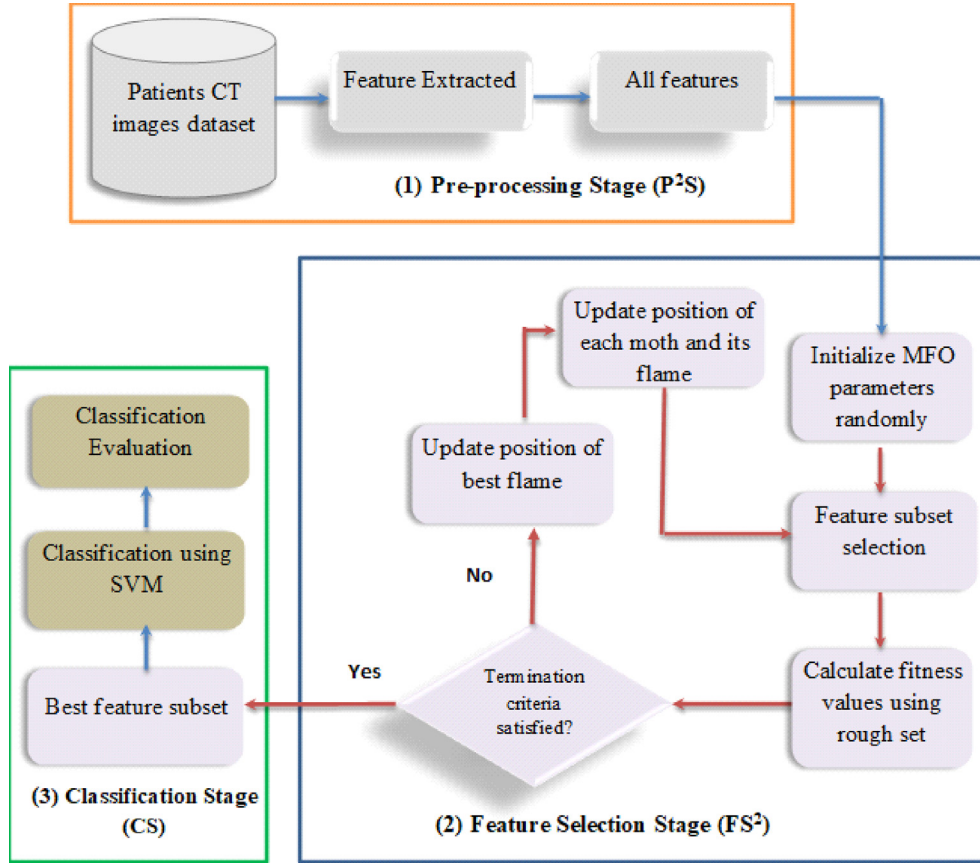 Patients CT
images dataset
Feature Extracted
All features
(1) Pre-processing Stage (P²S)
Update position of
each moth and its
flame
Initialize MFO
parameters
randomly
Classification
Evaluation
Update position of
best flame
Feature subset
selection
Classification using
SVM
No
Yes
Termination
criteria
satisfied?
Calculate fitness
values using
rough set
Best feature subset
(3) Classification Stage
(CS)
(2) Feature Selection Stage (FS²)